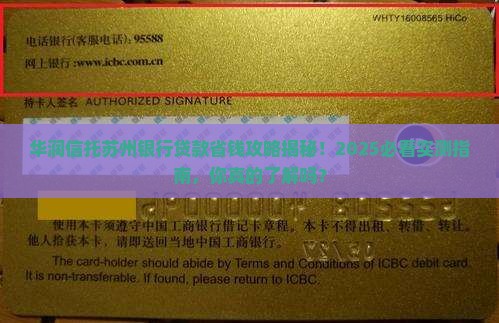 WHTY16008565 HiCo
电话银行(客服电话): 95588
网上银行:www.icbc.com.cn
持卡人签名 AUTHORIZED SIGNATURE
华润信托苏州银行贷款省钱攻略揭秘！2025必看实测指
南，你真的了解吗？
使用本卡须遵守中国工商银行借记卡章程。本卡不得出租、转借、转让。
他人拾获本卡，请即送回当地中国工商银行。
The card-holder should abide by Terms and Conditions of ICBC debit card.
It is non-transferable. If found, please return to ICBC.